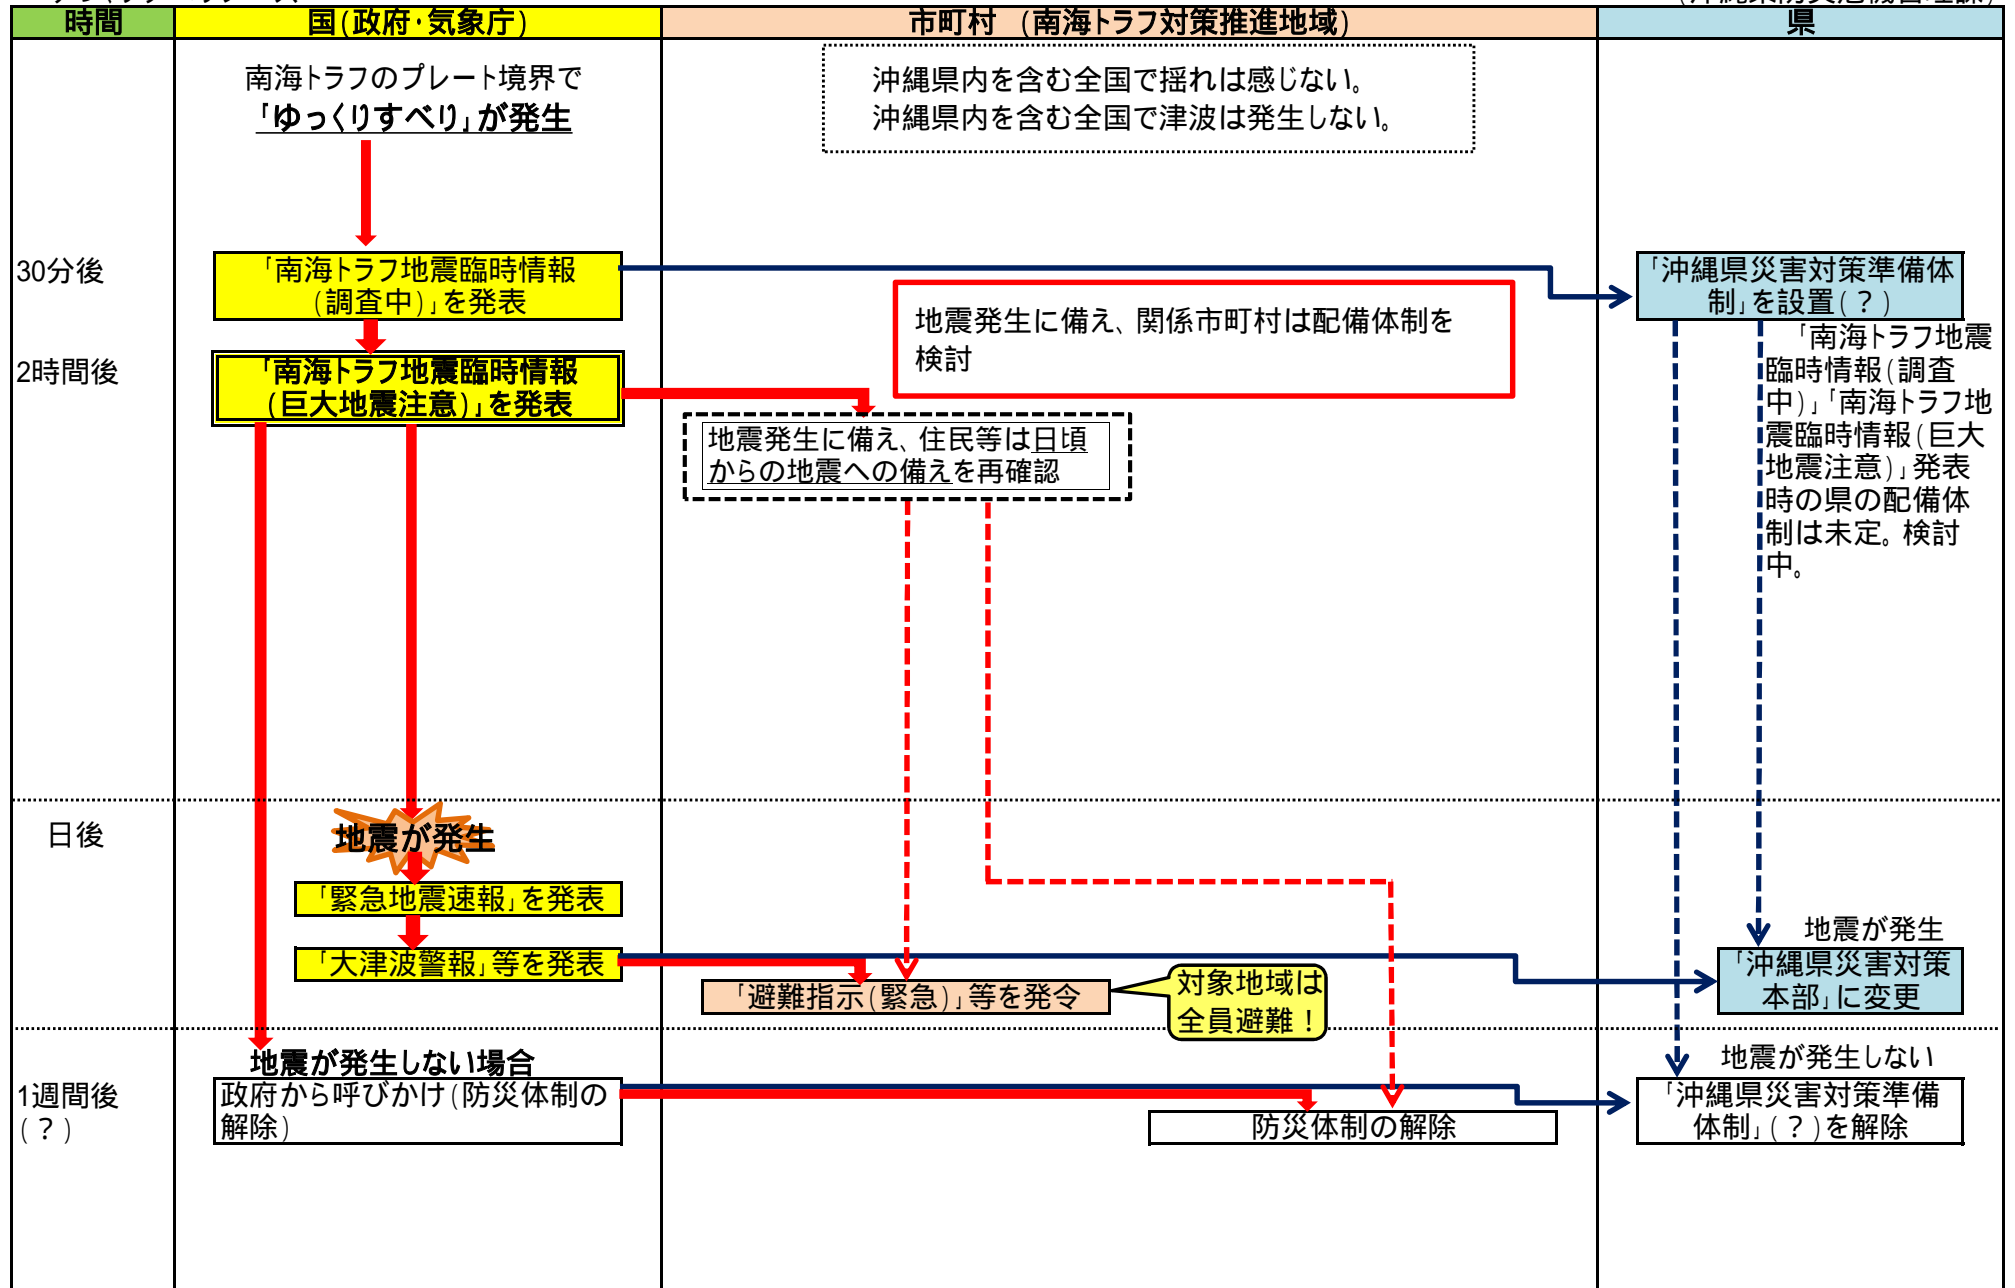 時間
国(政府・気象庁)
市町村 (南海トラフ対策推進地域)
県
南海トラフのプレート境界で
「ゆっくりすべり」が発生
沖縄県内を含む全国で揺れは感じない。
沖縄県内を含む全国で津波は発生しない。
30分後
「南海トラフ地震臨時情報
(調査中)」を発表
「沖縄県災害対策準備体
制」を設置(?)
地震発生に備え、関係市町村は配備体制を
検討
2時間後
「南海トラフ地震臨時情報
(巨大地震注意)」を発表
「南海トラフ地震
臨時情報(調査
中)」「南海トラフ地
震臨時情報(巨大
地震注意)」発表
時の県の配備体
制は未定。検討
中。
地震発生に備え、住民等は日頃
からの地震への備えを再確認
日後
地震が発生
「緊急地震速報」を発表
「大津波警報」等を発表
「避難指示(緊急)」等を発令
対象地域は
全員避難!
地震が発生
「沖縄県災害対策
本部」に変更
地震が発生しない場合
1週間後
(?)
政府から呼びかけ(防災体制の
解除)
防災体制の解除
地震が発生しない
「沖縄県災害対策準備
体制」(?)を解除